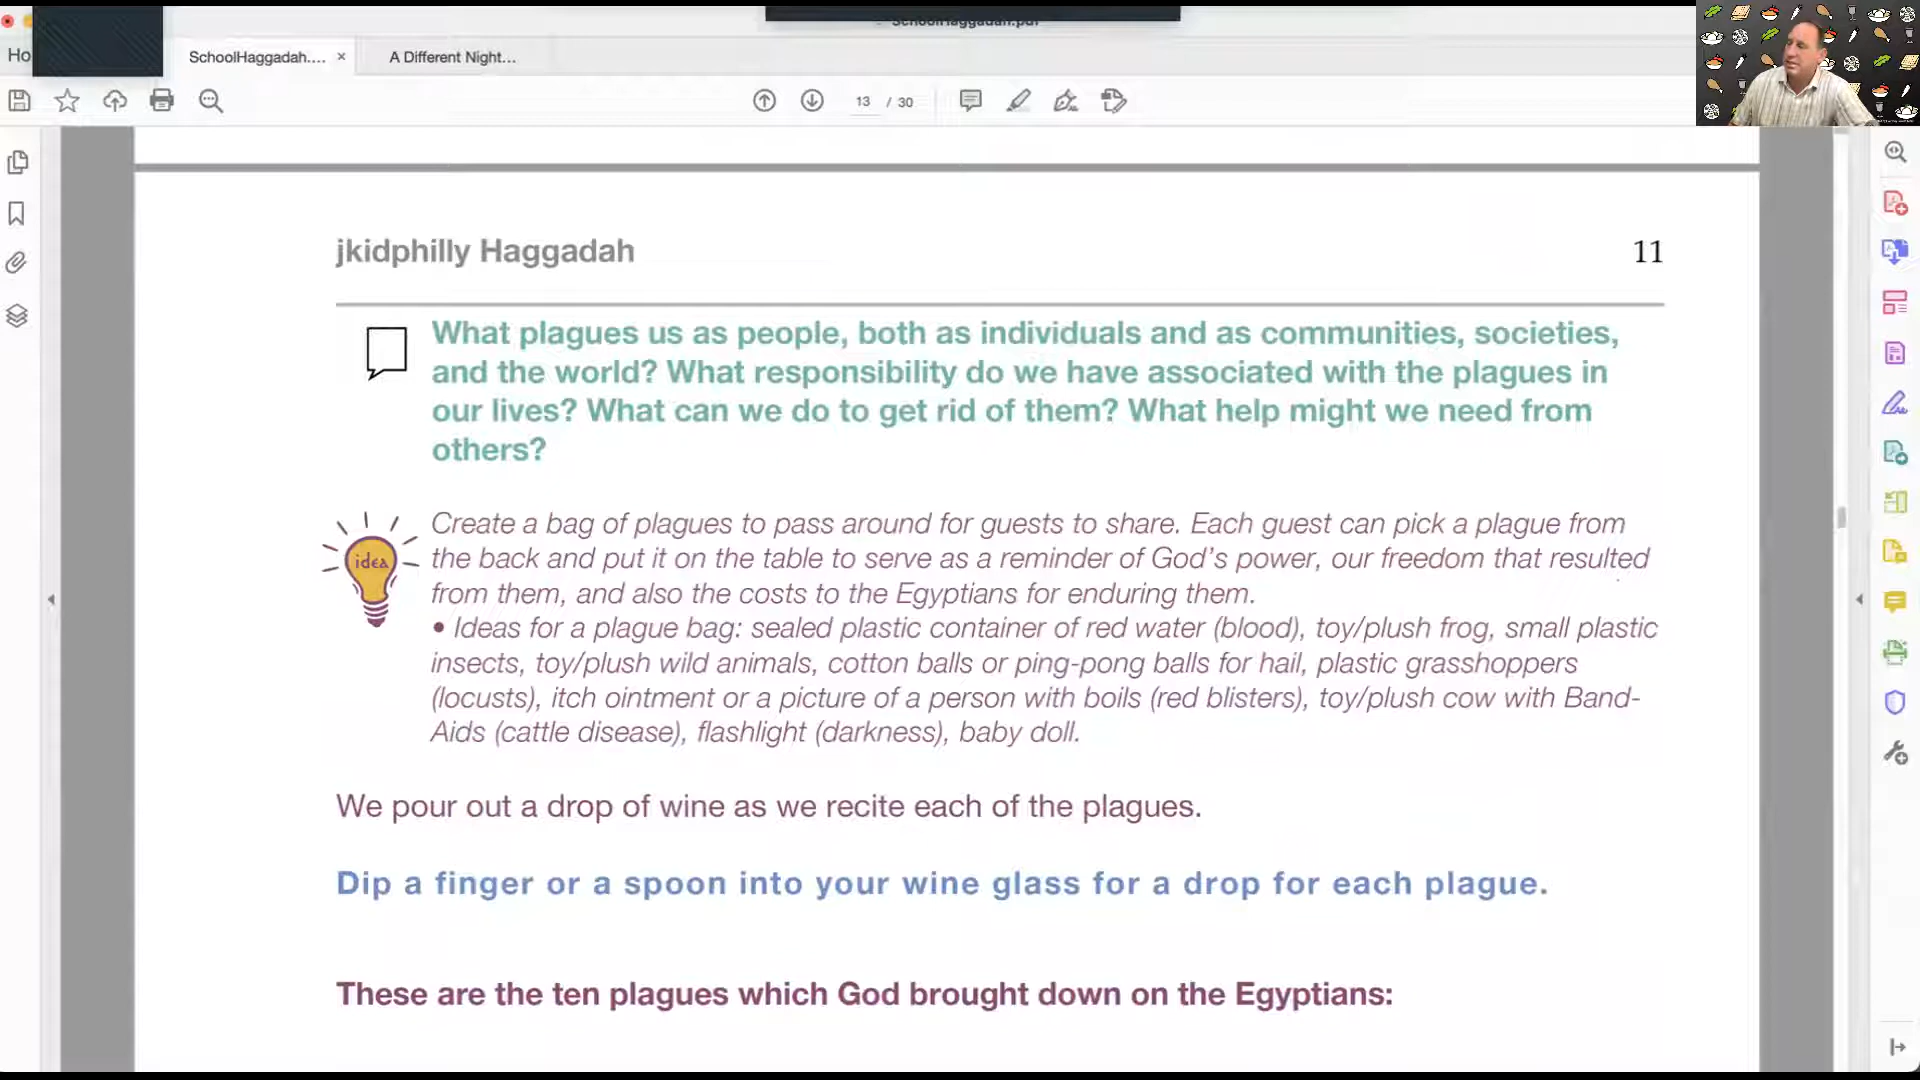 SchoolHaggadah.pdf
Ho
SchoolHaggadah.... ×
A Different Night...
13 / 30
jkidphilly Haggadah
11
What plagues us as people, both as individuals and as communities, societies,
and the world? What responsibility do we have associated with the plagues in
our lives? What can we do to get rid of them? What help might we need from
others?
idea
Create a bag of plagues to pass around for guests to share. Each guest can pick a plague from
the back and put it on the table to serve as a reminder of God's power, our freedom that resulted
from them, and also the costs to the Egyptians for enduring them.
• Ideas for a plague bag: sealed plastic container of red water (blood), toy/plush frog, small plastic
insects, toy/plush wild animals, cotton balls or ping-pong balls for hail, plastic grasshoppers
(locusts), itch ointment or a picture of a person with boils (red blisters), toy/plush cow with Band-
Aids (cattle disease), flashlight (darkness), baby doll.
We pour out a drop of wine as we recite each of the plagues.
Dip a finger or a spoon into your wine glass for a drop for each plague.
These are the ten plagues which God brought down on the Egyptians: